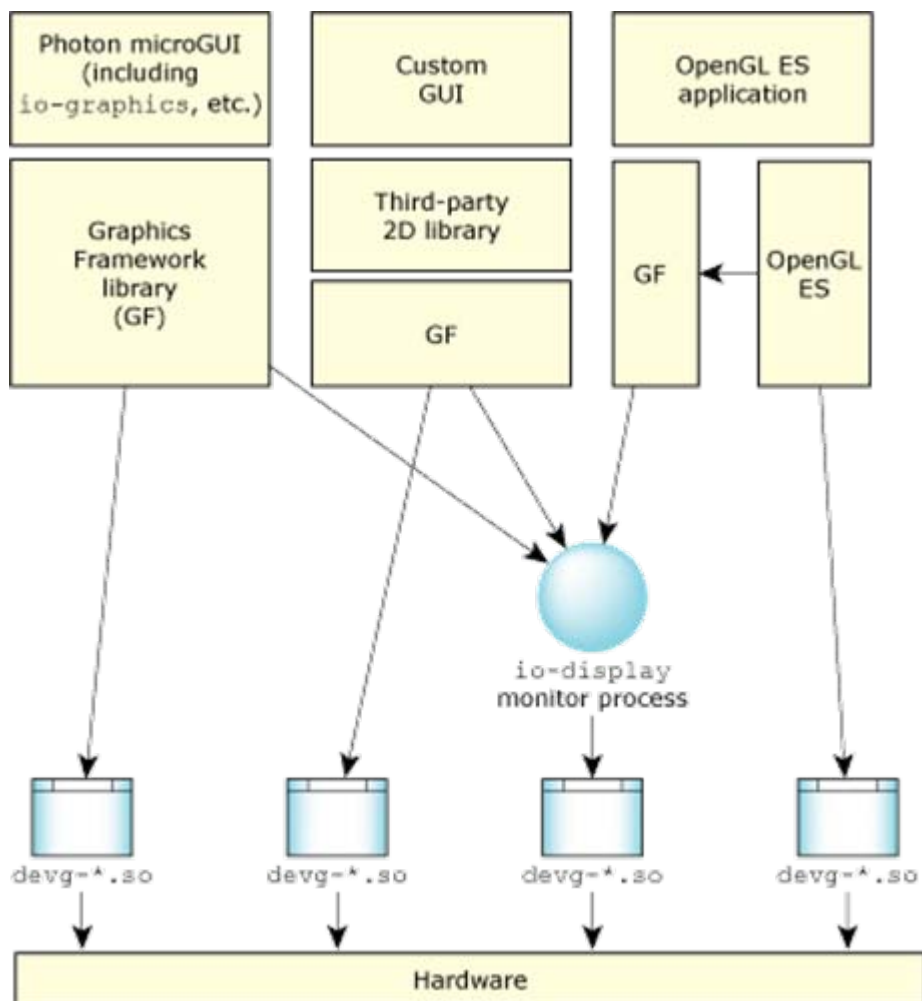 Photon microGUI
(including
io-graphics, etc.)
Custom
GUI
OpenGL ES
application
Graphics
Framework
library
(GF)
Third-party
2D library
GF
GF
OpenGL
ES
io-display
monitor process
devg-*.so
devg-*.so
devg-*.so
devg-*.so
Hardware